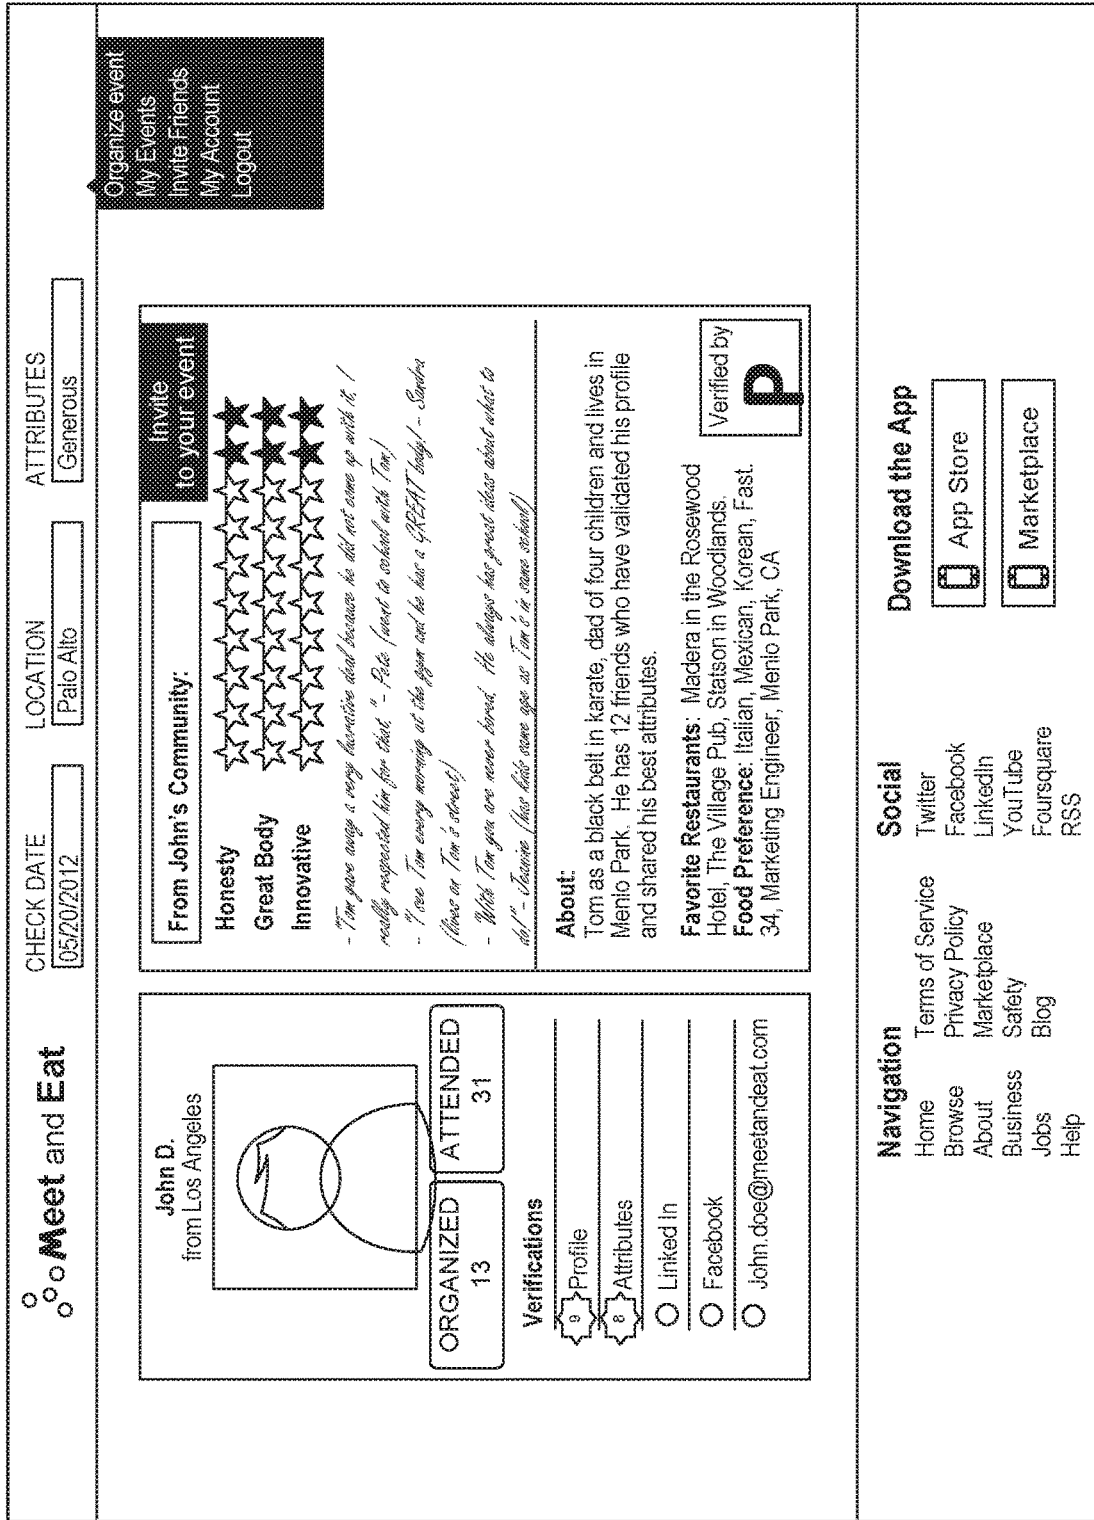 Meet and Eat
CHECK DATE
05/20/2012
LOCATION
Palo Alto
ATTRIBUTES
Generous
Organize event
My Events
Invite Friends
My Account
Logout
John D.
from Los Angeles
ORGANIZED
13
ATTENDED
31
Verifications
9 Profile
8 Attributes
Linked In
Facebook
John.doe@meetandeat.com
From John's Community:
Invite
to your event
Honesty
Great Body
Innovative
- "Tom gave away a very lucrative deal because he did not come up with it, I
really respected him for that." - Pete (went to school with Tom)
- "I see Tom every morning at the gym and he has a GREAT body! - Sandra
(lives on Tom's street)
- With Tom you are never bored. He always has great ideas about what to
do!" - Jeanine (has kids same age as Tom's in same school)
About:
Tom as a black belt in karate, dad of four children and lives in
Menlo Park. He has 12 friends who have validated his profile
and shared his best attributes.
Favorite Restaurants: Madera in the Rosewood
Hotel, The Village Pub, Statson in Woodlands.
Food Preference: Italian, Mexican, Korean, Fast.
34, Marketing Engineer, Menlo Park, CA
Verified by
P
Navigation
Home Terms of Service
Browse Privacy Policy
About Marketplace
Business Safety
Jobs Blog
Help
Social
Twitter
Facebook
LinkedIn
YouTube
Foursquare
RSS
Download the App
App Store
Marketplace